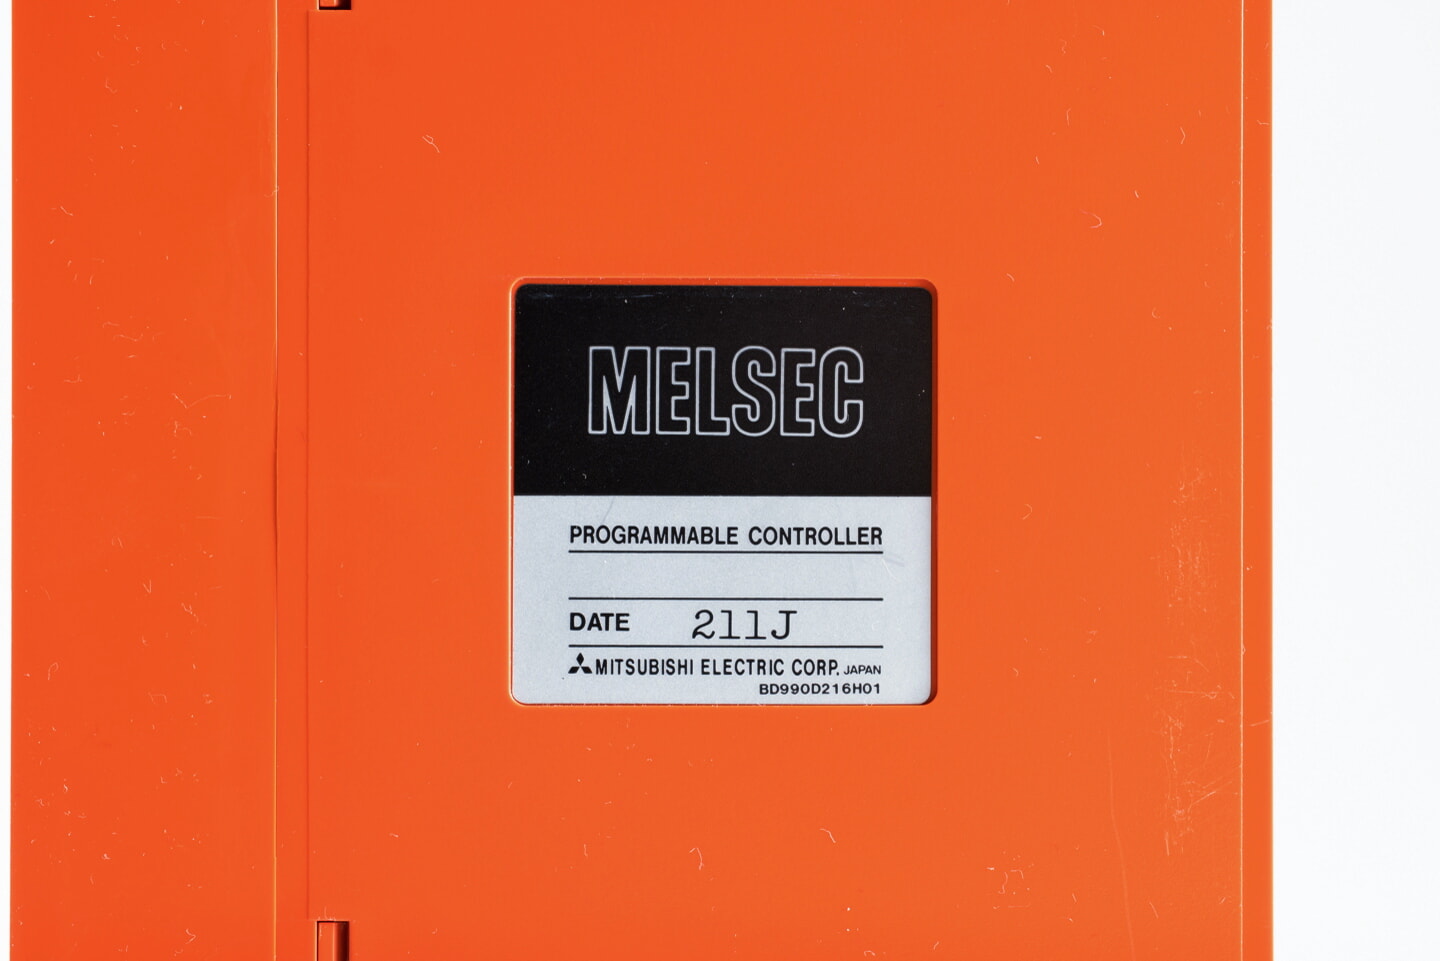 MELSEC
PROGRAMMABLE CONTROLLER
DATE 211J
MITSUBISHI ELECTRIC CORP. JAPAN
BD990D216H01